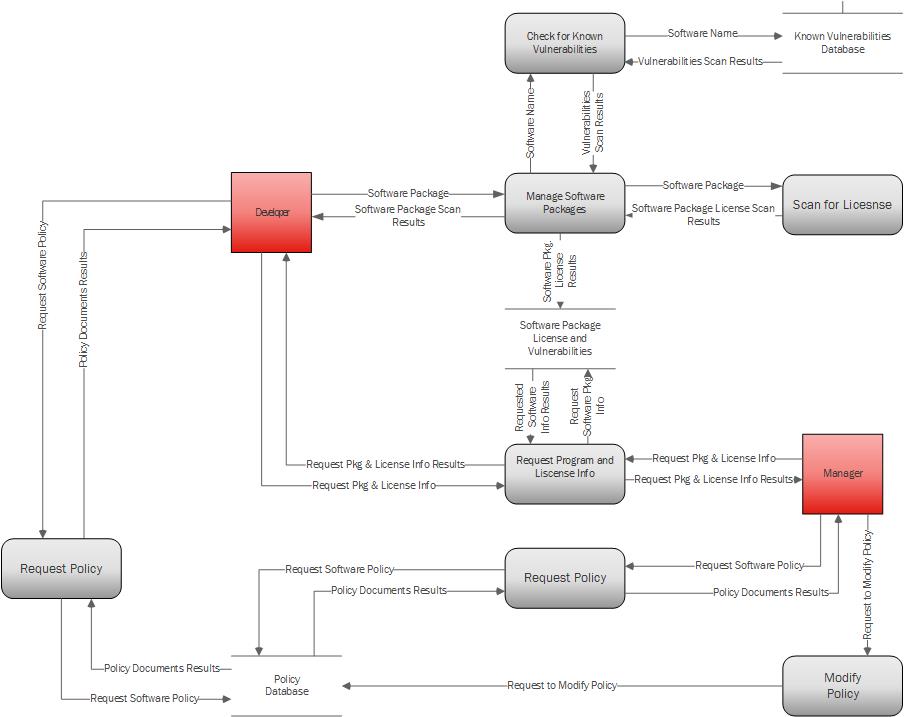 Check for Known
Vulnerabilities
Software Name
Vulnerabilities Scan Results
Known Vulnerabilities
Database
Software Name
Vulnerabilities
Scan Results
Developer
Software Package
Software Package Scan
Results
Manage Software
Packages
Software Package
Software Package License Scan
Results
Scan for Licesnse
Request Software Policy
Policy Documents Results
Software Pkg.
License
Results
Software Package
License and
Vulnerabilities
Requested
Software
Info Results
Request
Software Pkg
Info
Request Pkg & License Info Results
Request Pkg & License Info
Request Program and
Liscense Info
Request Pkg & License Info
Request Pkg & License Info Results
Manager
Request Policy
Request Software Policy
Policy Documents Results
Request Policy
Request Software Policy
Policy Documents Results
Request to Modify Policy
Policy Documents Results
Request Software Policy
Policy
Database
Request to Modify Policy
Modify
Policy